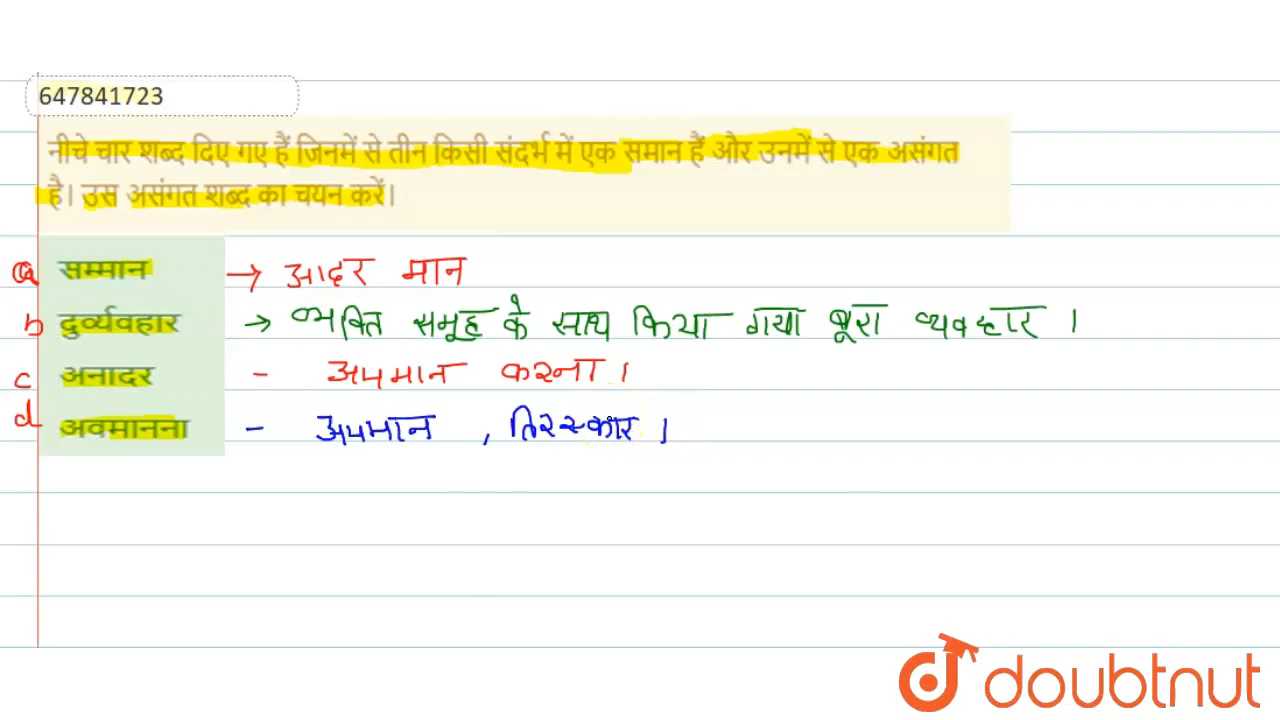 647841723
नीचे चार शब्द दिए गए हैं जिनमें से तीन किसी संदर्भ में एक समान हैं और उनमें से एक असंगत
है। उस असंगत शब्द का चयन करें।
a सम्मान → आदर मान
b दुर्व्यवहार → व्यक्ति समूह के साथ किया गया बूरा व्यवहार ।
c अनादर - अपमान करना ।
d अवमानना - अपमान , तिरस्कार ।
doubtnut